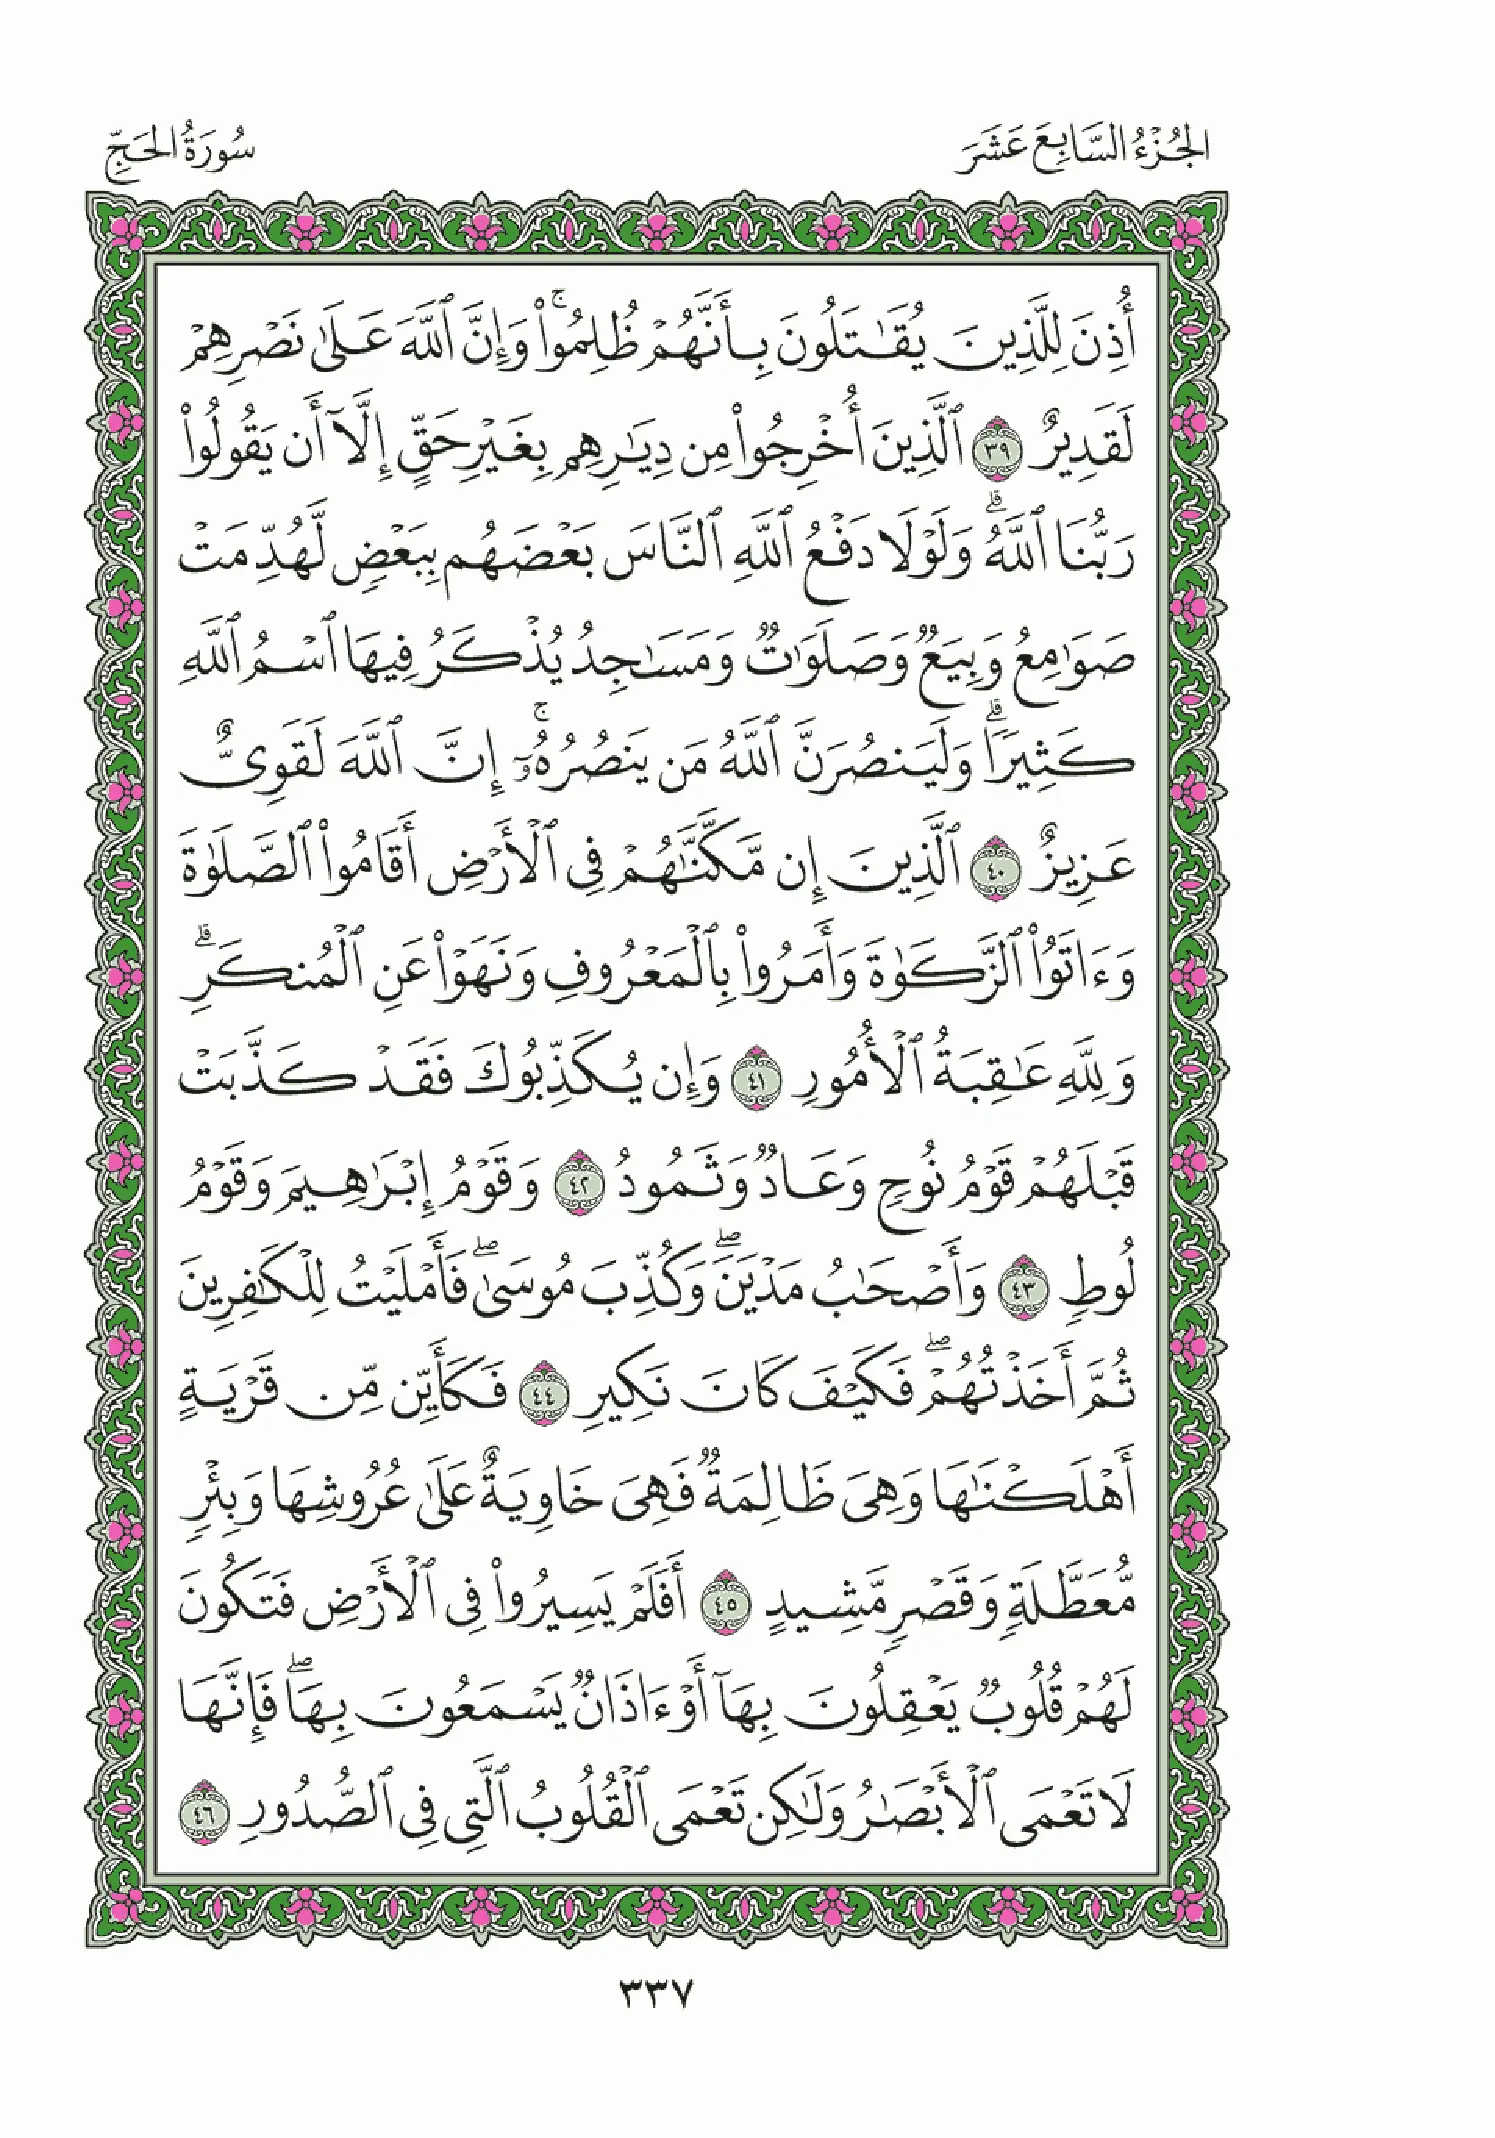 الجُزْءُ السَّابِعَ عَشَرَ
سُورَةُ الحَجِّ
أُذِنَ لِلَّذِينَ يُقَٰتَلُونَ بِأَنَّهُمْ ظُلِمُوا۟ۚ وَإِنَّ ٱللَّهَ عَلَىٰ نَصْرِهِمْ
لَقَدِيرٌ ٣٩ ٱلَّذِينَ أُخْرِجُوا۟ مِن دِيَٰرِهِم بِغَيْرِ حَقٍّ إِلَّآ أَن يَقُولُوا۟
رَبُّنَا ٱللَّهُۗ وَلَوْلَا دَفْعُ ٱللَّهِ ٱلنَّاسَ بَعْضَهُم بِبَعْضٍ لَّهُدِّمَتْ
صَوَٰمِعُ وَبِيَعٌ وَصَلَوَٰتٌ وَمَسَٰجِدُ يُذْكَرُ فِيهَا ٱسْمُ ٱللَّهِ
كَثِيرًاۗ وَلَيَنصُرَنَّ ٱللَّهُ مَن يَنصُرُهُۥٓۚ إِنَّ ٱللَّهَ لَقَوِىٌّ
عَزِيزٌ ٤٠ ٱلَّذِينَ إِن مَّكَّنَّٰهُمْ فِى ٱلْأَرْضِ أَقَامُوا۟ ٱلصَّلَوٰةَ
وَءَاتَوُا۟ ٱلزَّكَوٰةَ وَأَمَرُوا۟ بِٱلْمَعْرُوفِ وَنَهَوْا۟ عَنِ ٱلْمُنكَرِۗ
وَلِلَّهِ عَٰقِبَةُ ٱلْأُمُورِ ٤١ وَإِن يُكَذِّبُوكَ فَقَدْ كَذَّبَتْ
قَبْلَهُمْ قَوْمُ نُوحٍ وَعَادٌ وَثَمُودُ ٤٢ وَقَوْمُ إِبْرَٰهِيمَ وَقَوْمُ
لُوطٍ ٤٣ وَأَصْحَٰبُ مَدْيَنَۖ وَكُذِّبَ مُوسَىٰۖ فَأَمْلَيْتُ لِلْكَٰفِرِينَ
ثُمَّ أَخَذْتُهُمْۖ فَكَيْفَ كَانَ نَكِيرِ ٤٤ فَكَأَيِّن مِّن قَرْيَةٍ
أَهْلَكْنَٰهَا وَهِىَ ظَالِمَةٌ فَهِىَ خَاوِيَةٌ عَلَىٰ عُرُوشِهَا وَبِئْرٍ
مُّعَطَّلَةٍ وَقَصْرٍ مَّشِيدٍ ٤٥ أَفَلَمْ يَسِيرُوا۟ فِى ٱلْأَرْضِ فَتَكُونَ
لَهُمْ قُلُوبٌ يَعْقِلُونَ بِهَآ أَوْ ءَاذَانٌ يَسْمَعُونَ بِهَاۖ فَإِنَّهَا
لَا تَعْمَى ٱلْأَبْصَٰرُ وَلَٰكِن تَعْمَى ٱلْقُلُوبُ ٱلَّتِى فِى ٱلصُّدُورِ ٤٦
٣٣٧